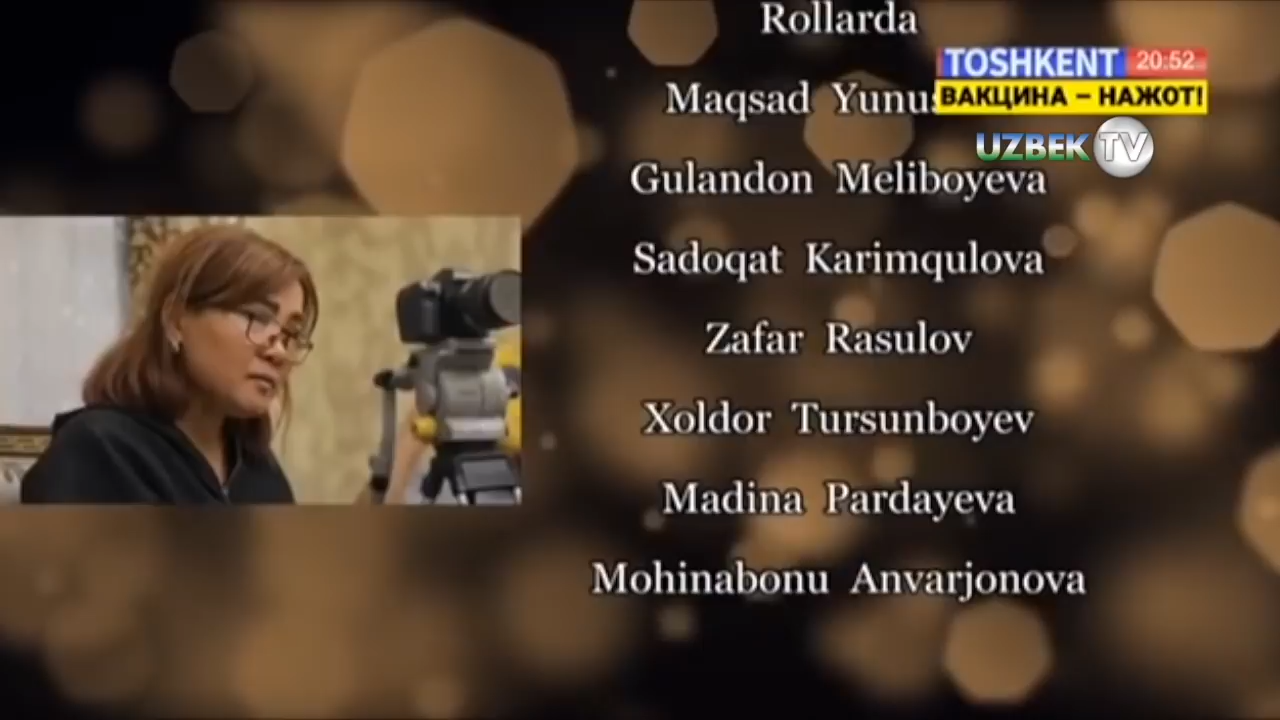 Rollarda
TOSHKENT 20:52
Maqsad
ВАКЦИНА – НАЖОТ!
UZBEK TV
Gulandon Meliboyeva
Sadoqat Karimqulova
Zafar Rasulov
Xoldor Tursunboyev
Madina Pardayeva
Mohinabonu Anvarjonova